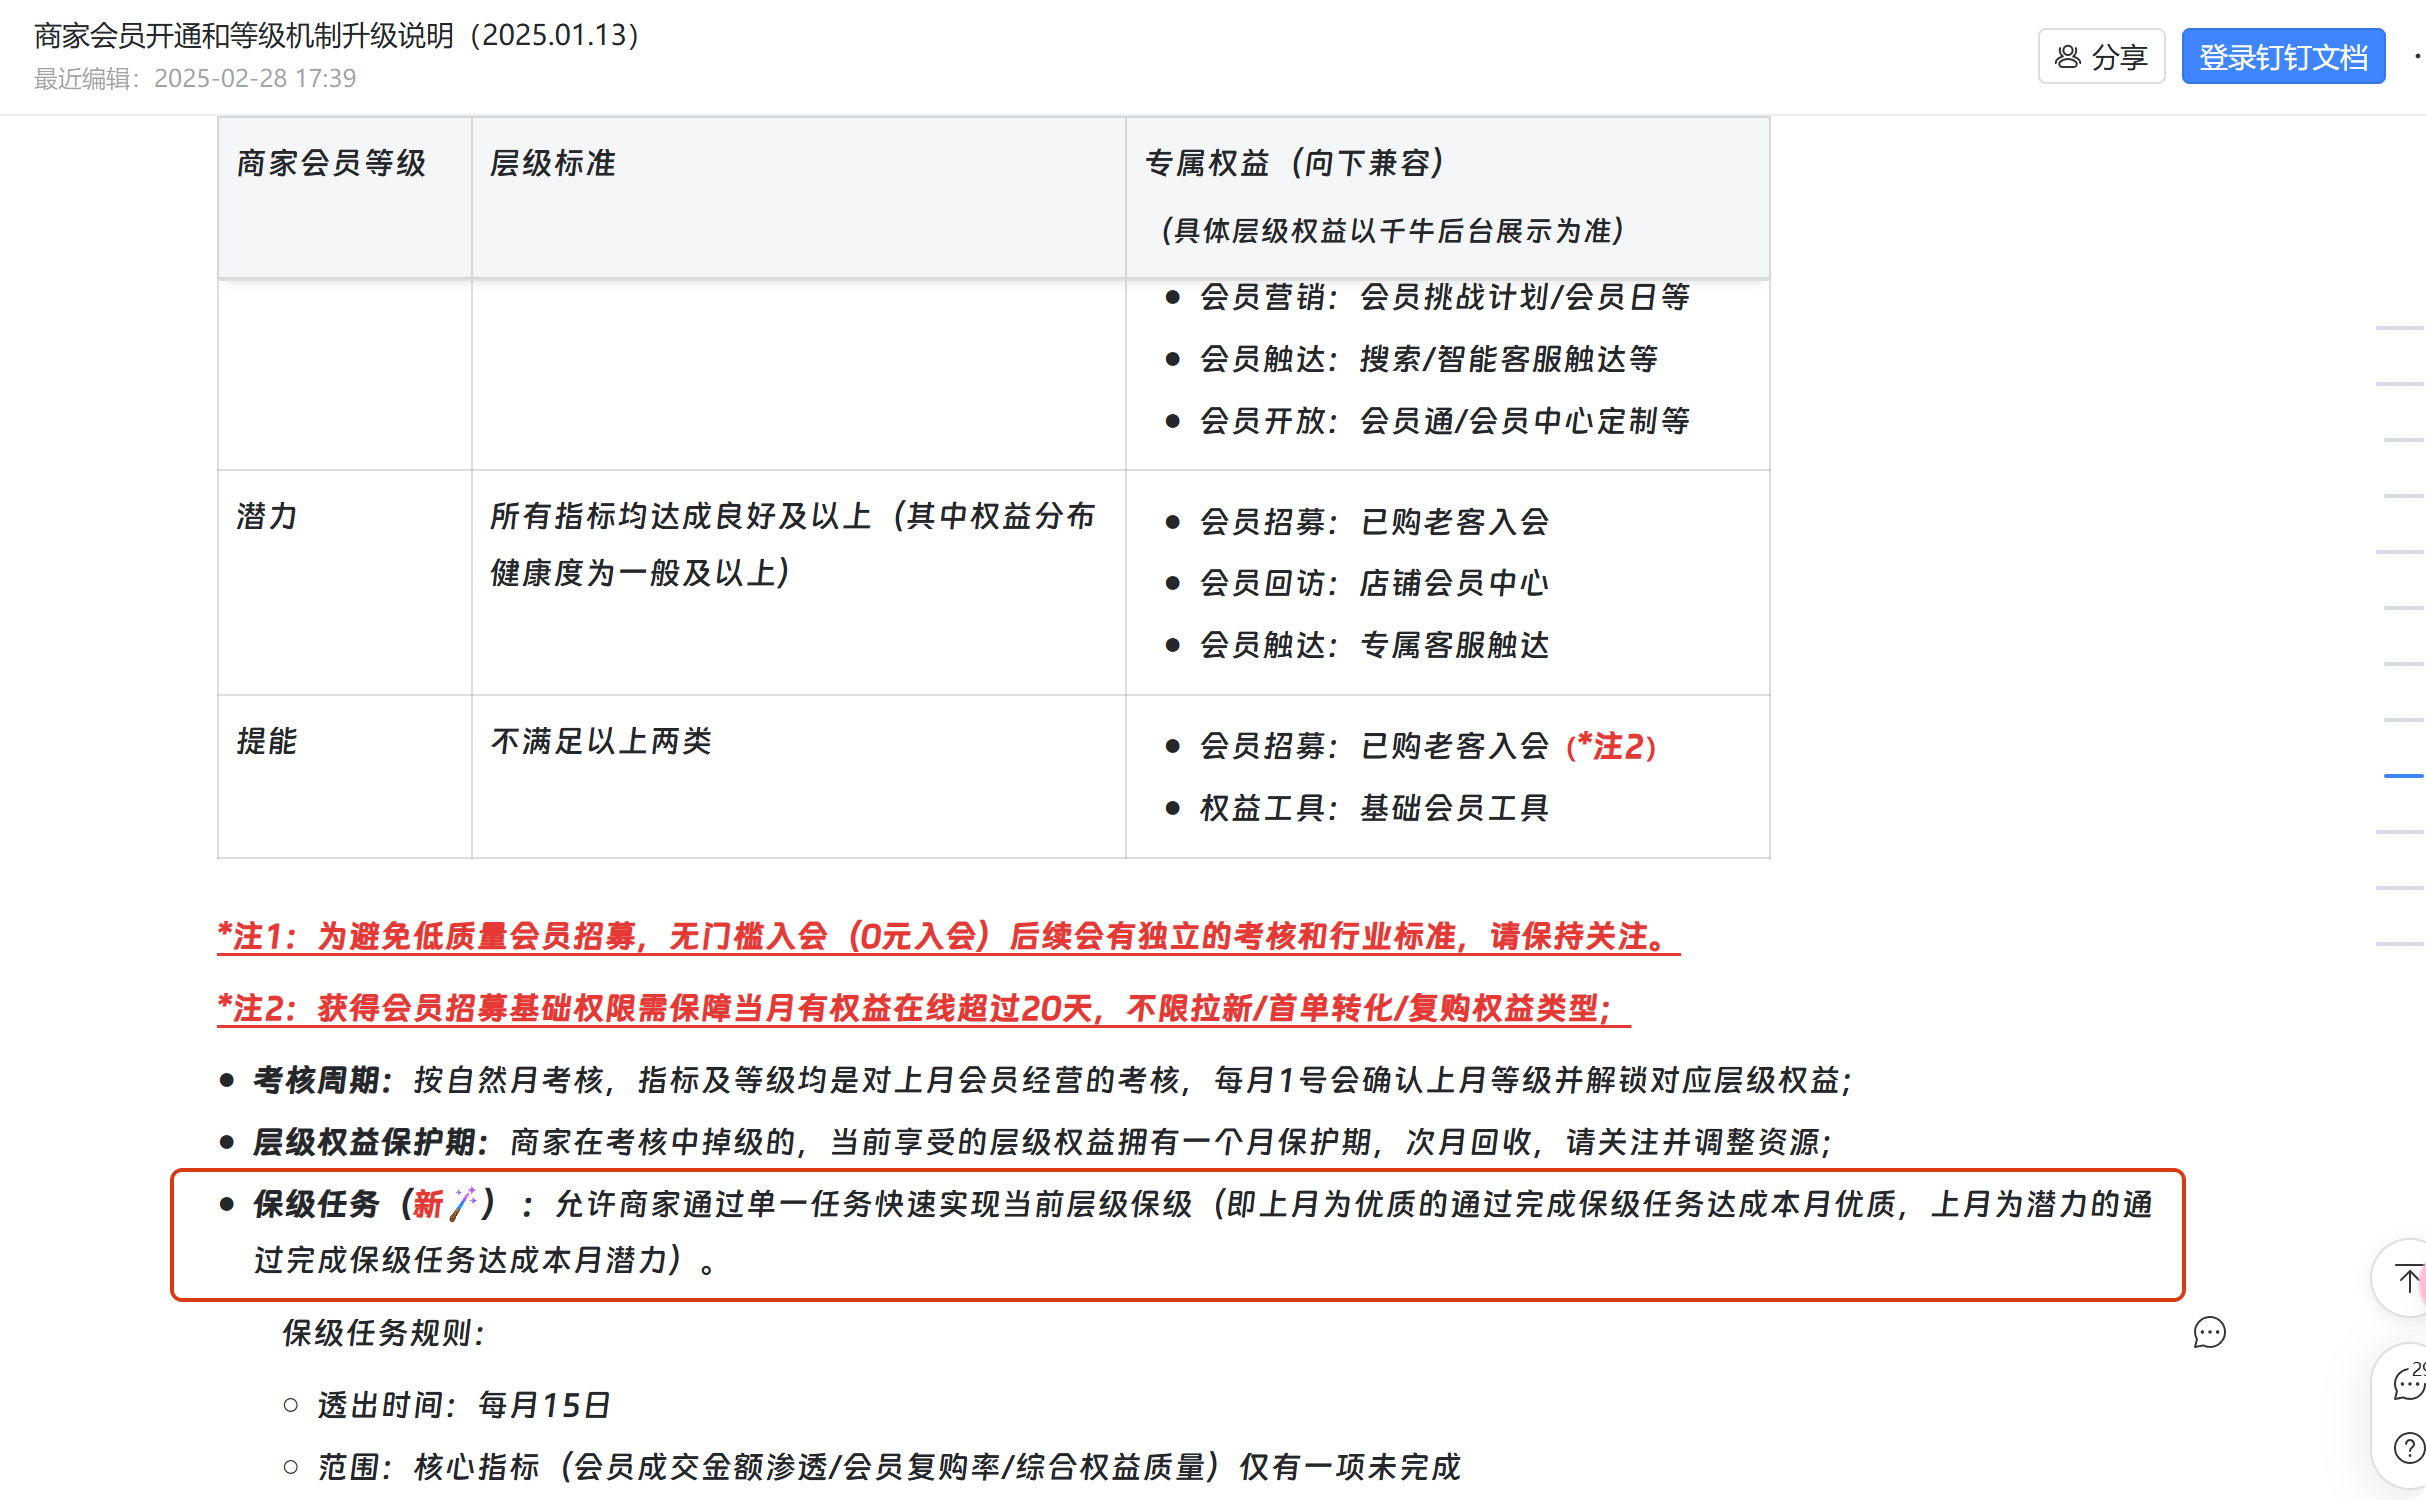 商家会员开通和等级机制升级说明（2025.01.13）
最近编辑：2025-02-28 17:39
分享
登录钉钉文档
商家会员等级
层级标准
专属权益（向下兼容）
（具体层级权益以千牛后台展示为准）
● 会员营销：会员挑战计划/会员日等
● 会员触达：搜索/智能客服触达等
● 会员开放：会员通/会员中心定制等
潜力
所有指标均达成良好及以上（其中权益分布
健康度为一般及以上）
● 会员招募：已购老客入会
● 会员回访：店铺会员中心
● 会员触达：专属客服触达
提能
不满足以上两类
● 会员招募：已购老客入会（*注2）
● 权益工具：基础会员工具
*注1：为避免低质量会员招募，无门槛入会（0元入会）后续会有独立的考核和行业标准，请保持关注。
*注2：获得会员招募基础权限需保障当月有权益在线超过20天，不限拉新/首单转化/复购权益类型；
● 考核周期：按自然月考核，指标及等级均是对上月会员经营的考核，每月1号会确认上月等级并解锁对应层级权益；
● 层级权益保护期：商家在考核中掉级的，当前享受的层级权益拥有一个月保护期，次月回收，请关注并调整资源；
● 保级任务（新🪄）：允许商家通过单一任务快速实现当前层级保级（即上月为优质的通过完成保级任务达成本月优质，上月为潜力的通
过完成保级任务达成本月潜力）。
保级任务规则：
○ 透出时间：每月15日
○ 范围：核心指标（会员成交金额渗透/会员复购率/综合权益质量）仅有一项未完成